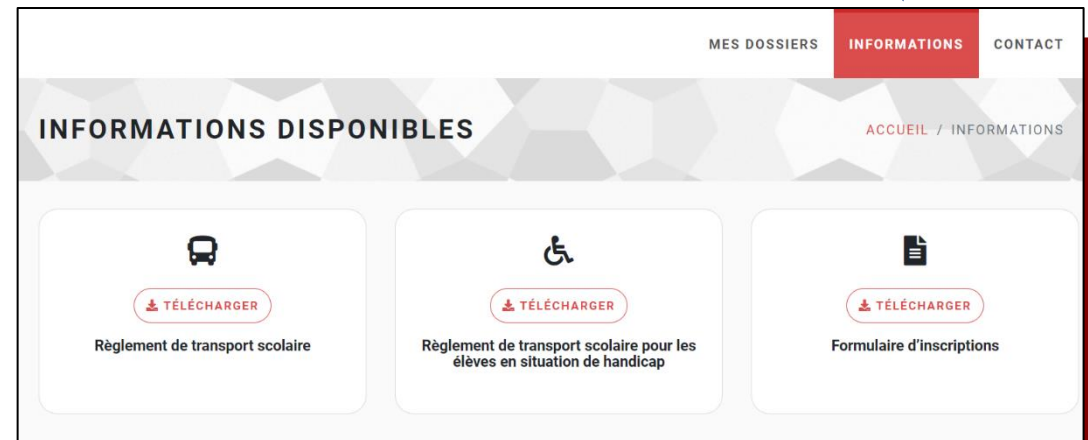 MES DOSSIERS INFORMATIONS CONTACT
INFORMATIONS DISPONIBLES
ACCUEIL / INFORMATIONS
TÉLÉCHARGER
Règlement de transport scolaire
TÉLÉCHARGER
Règlement de transport scolaire pour les
élèves en situation de handicap
TÉLÉCHARGER
Formulaire d'inscriptions